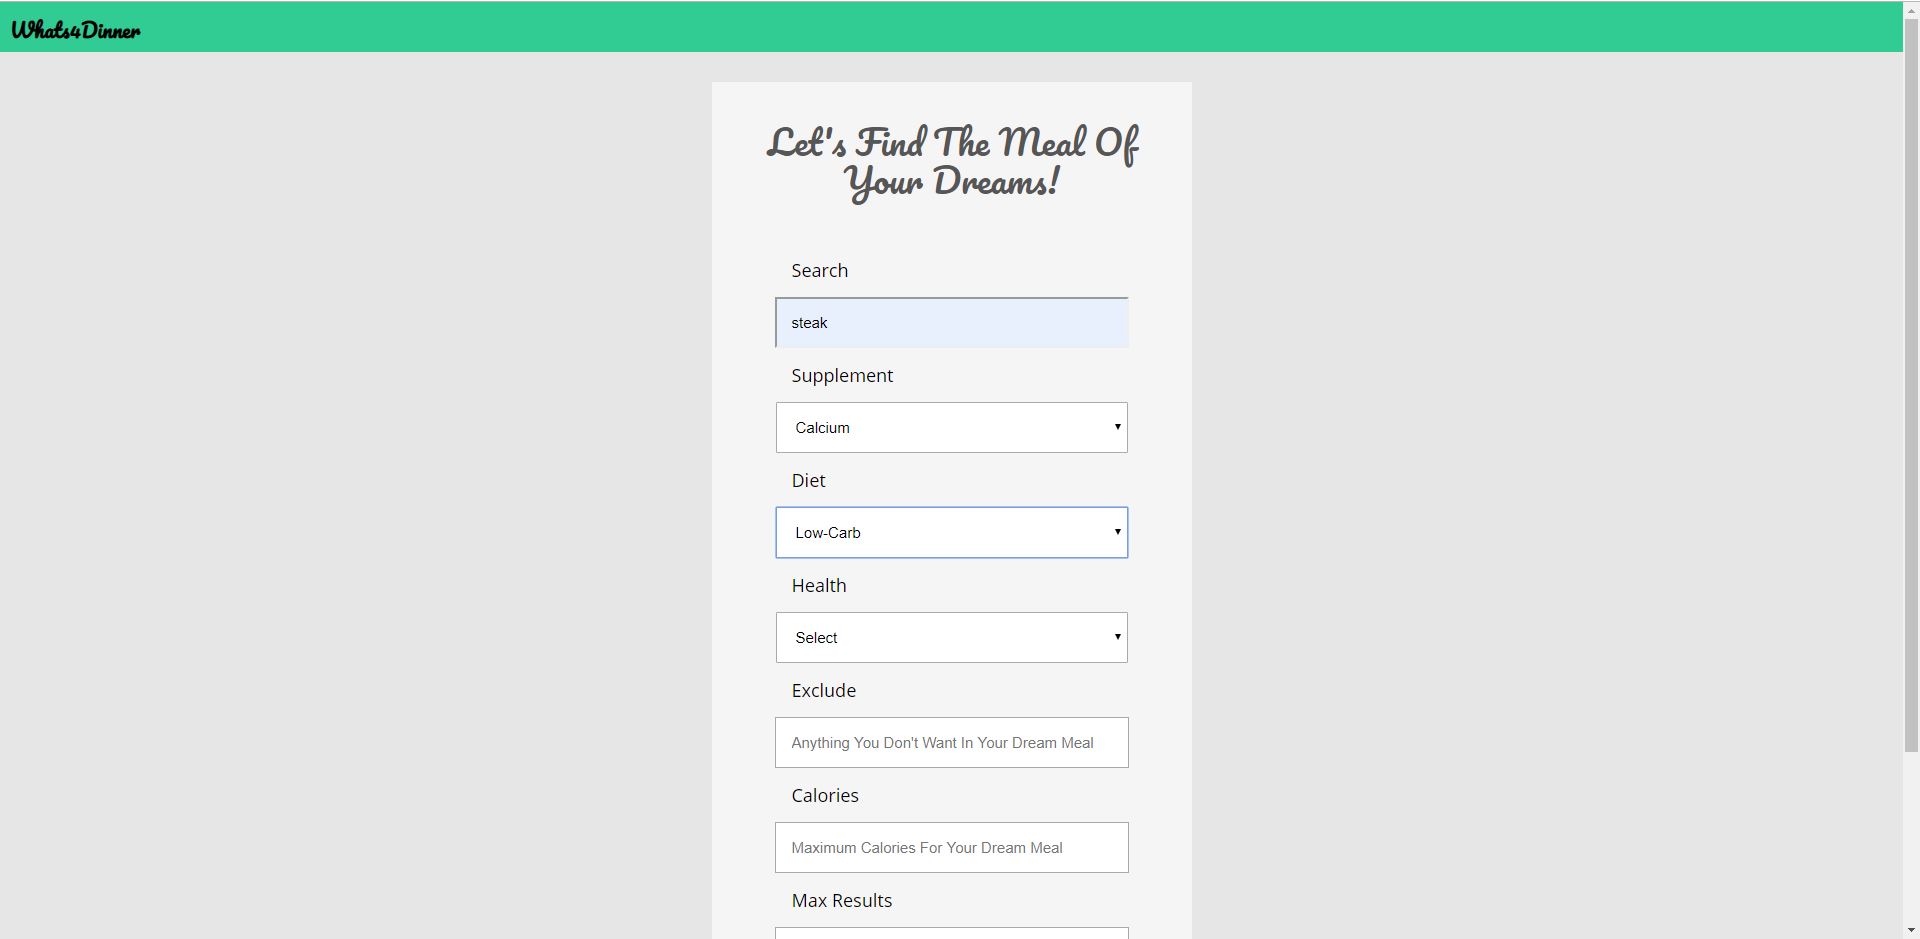 Whats4Dinner
Let's Find The Meal Of
Your Dreams!
Search
steak
Supplement
Calcium
Diet
Low-Carb
Health
Select
Exclude
Anything You Don't Want In Your Dream Meal
Calories
Maximum Calories For Your Dream Meal
Max Results